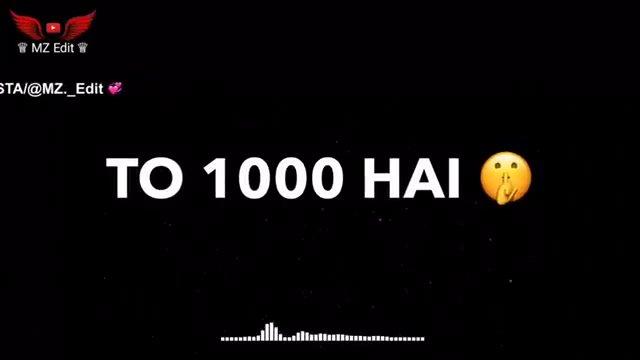 ♕ MZ Edit ♕
STA/@MZ._Edit 💞
TO 1000 HAI 🤫